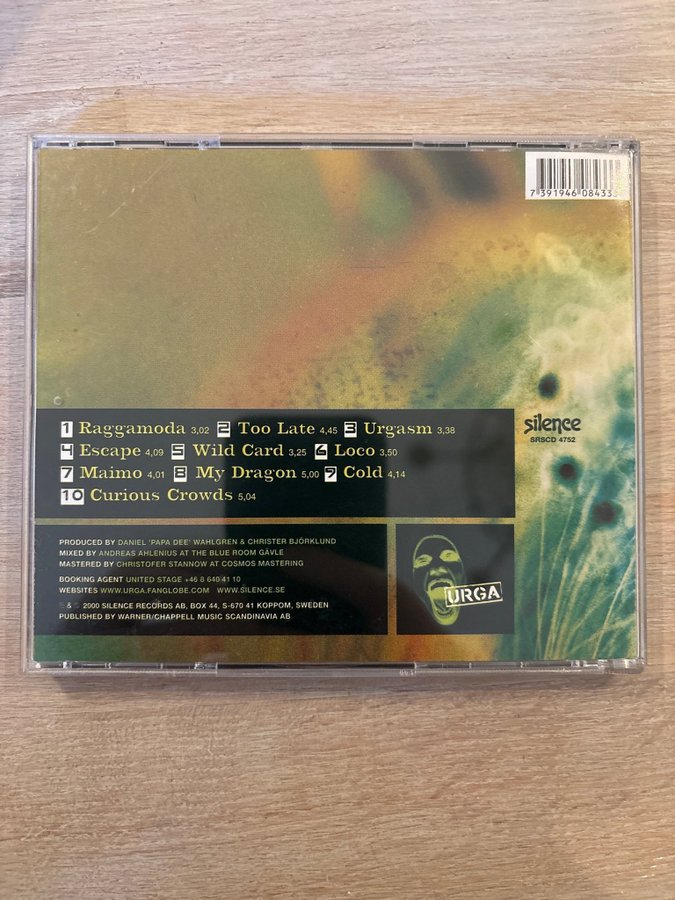 7 391946 08433
1 Raggamoda 3,02 2 Too Late 4,45 3 Urgasm 3,38
4 Escape 4,09 5 Wild Card 3,25 6 Loco 3,50
7 Maimo 4,01 8 My Dragon 5,00 9 Cold 4,14
10 Curious Crowds 5,04
silence
SRSCD 4752
PRODUCED BY DANIEL 'PAPA DEE' WAHLGREN & CHRISTER BJÖRKLUND
MIXED BY ANDREAS AHLENIUS AT THE BLUE ROOM GÄVLE
MASTERED BY CHRISTOFER STANNOW AT COSMOS MASTERING
BOOKING AGENT UNITED STAGE +46 8 640 41 10
WEBSITES WWW.URGA.FANGLOBE.COM WWW.SILENCE.SE
& 2000 SILENCE RECORDS AB, BOX 44, S-670 41 KOPPOM, SWEDEN
PUBLISHED BY WARNER/CHAPPELL MUSIC SCANDINAVIA AB
URGA